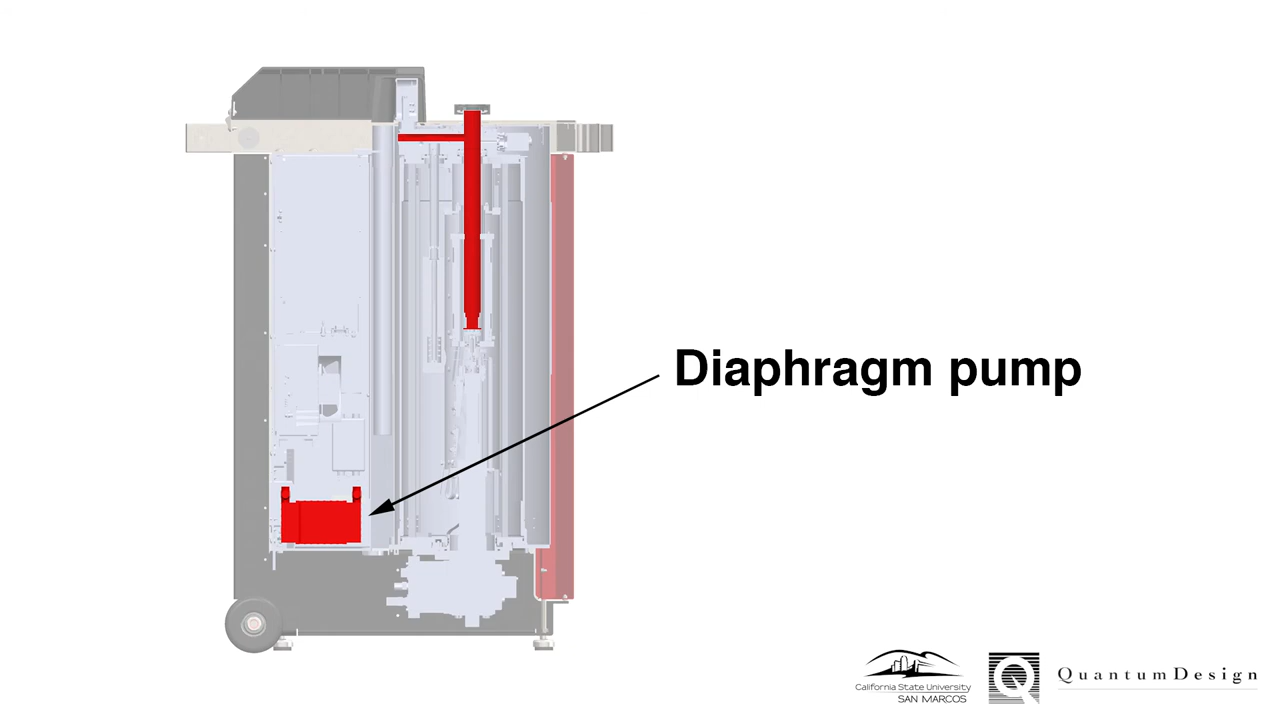 Diaphragm pump
California State University
SAN MARCOS
Q
QuantumDesign